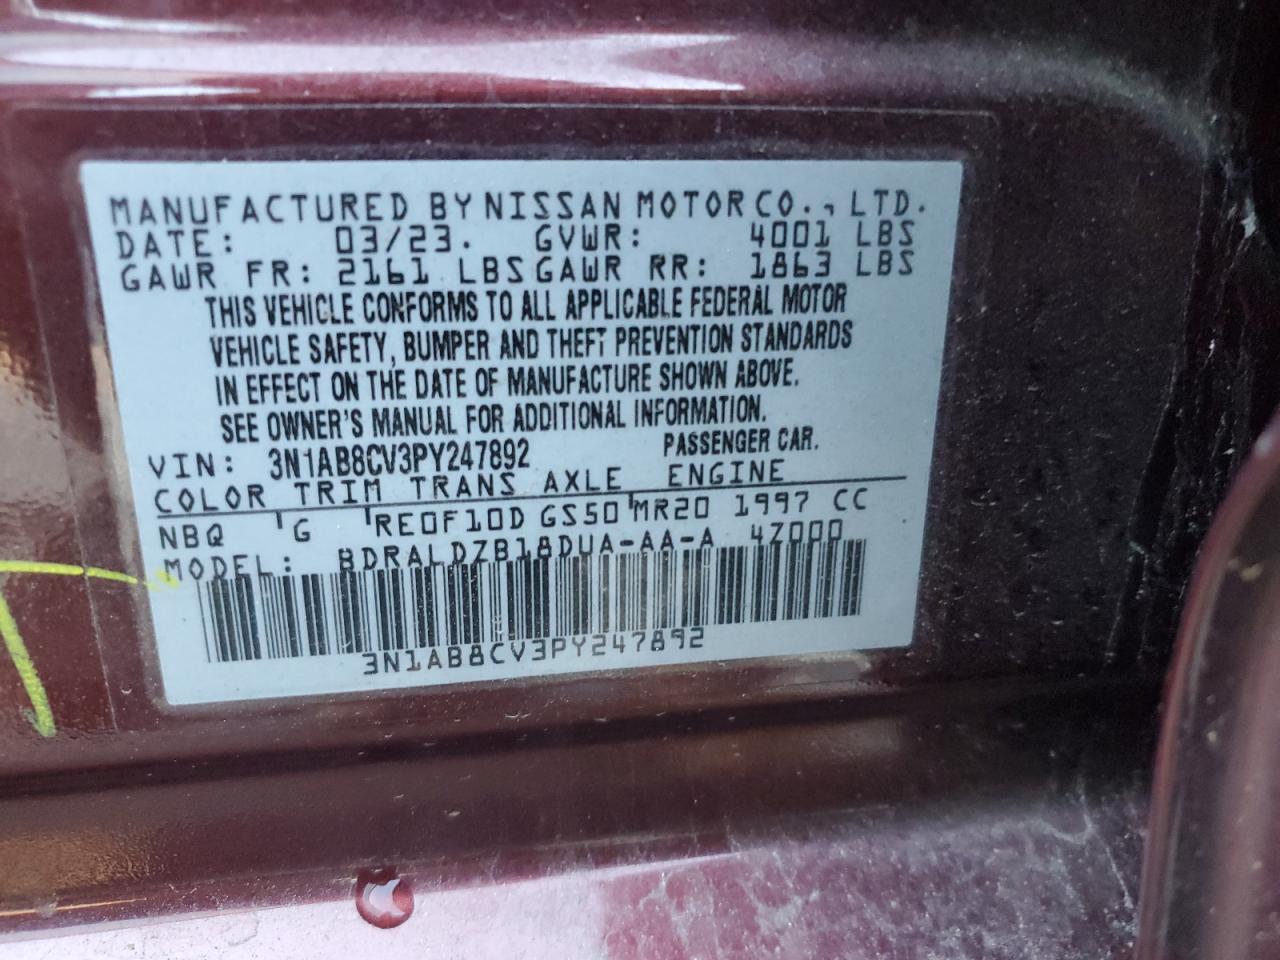 MANUFACTURED BY NISSAN MOTOR CO., LTD.
DATE: 03/23. GVWR: 4001 LBS
GAWR FR: 2161 LBS GAWR RR: 1863 LBS
THIS VEHICLE CONFORMS TO ALL APPLICABLE FEDERAL MOTOR
VEHICLE SAFETY, BUMPER AND THEFT PREVENTION STANDARDS
IN EFFECT ON THE DATE OF MANUFACTURE SHOWN ABOVE.
SEE OWNER'S MANUAL FOR ADDITIONAL INFORMATION.
VIN: 3N1AB8CV3PY247892 PASSENGER CAR.
COLOR TRIM TRANS AXLE ENGINE
NBQ G RE0F10D GS50 MR20 1997 CC
MODEL: BDRALDZB18DUA-AA-A 4Z000
3N1AB8CV3PY247892